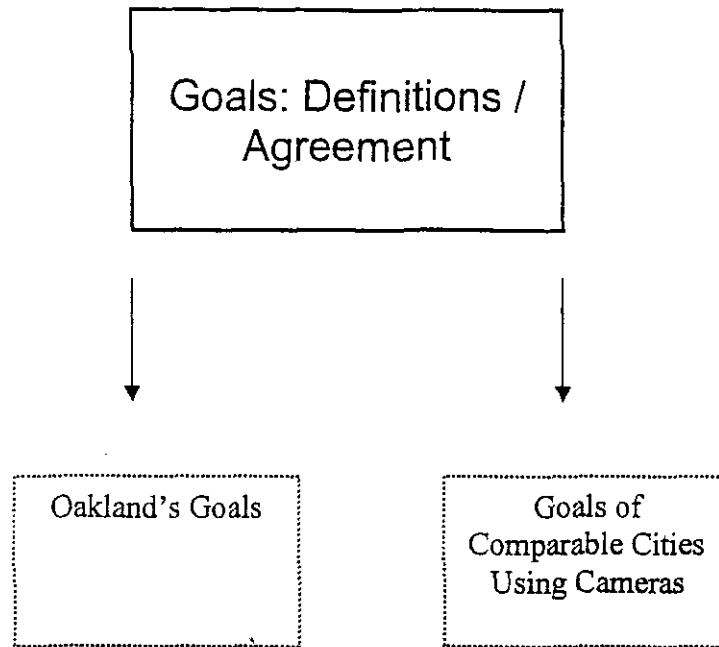 Goals: Definitions /
Agreement
Oakland's Goals
Goals of
Comparable Cities
Using Cameras